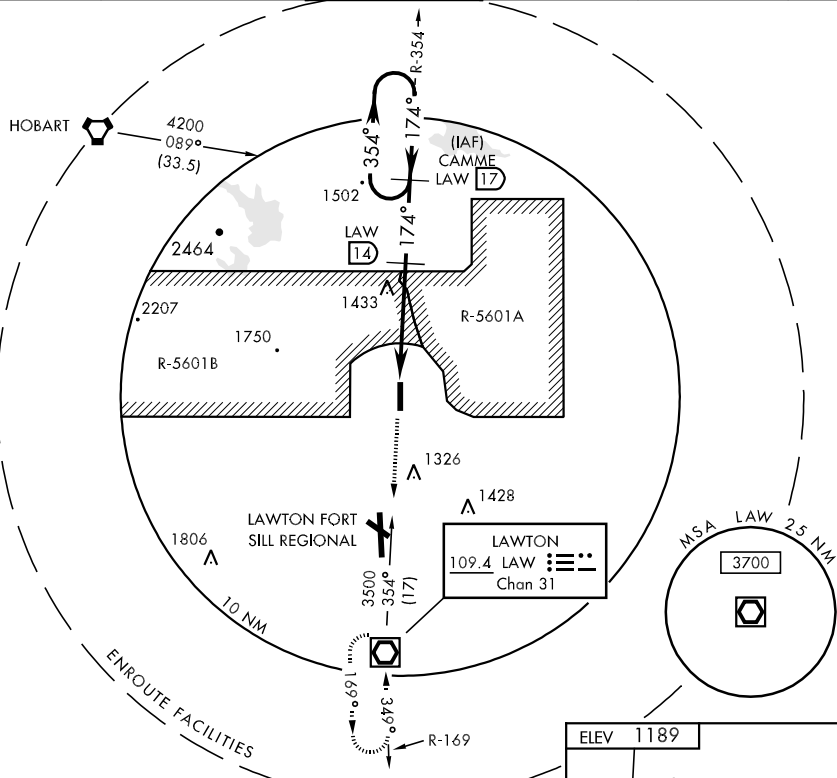 R-354
HOBART
4200
089°
(33.5)
354°
174°
(IAF)
CAMME
LAW 17
1502
174°
LAW
14
2464
1433
2207
1750
R-5601A
R-5601B
1326
1428
LAWTON FORT
SILL REGIONAL
1806
LAWTON
109.4 LAW
Chan 31
3500
354°
(17)
10 NM
MSA LAW 25 NM
3700
ENROUTE FACILITIES
169°
349°
R-169
ELEV 1189